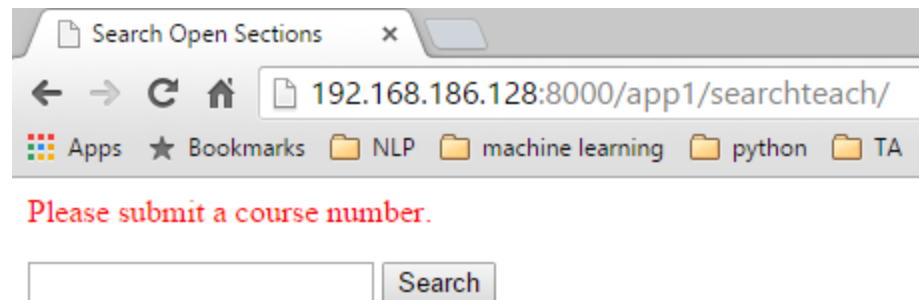 Search Open Sections
192.168.186.128:8000/app1/searchteach/
Apps Bookmarks NLP machine learning python TA
Please submit a course number.
Search